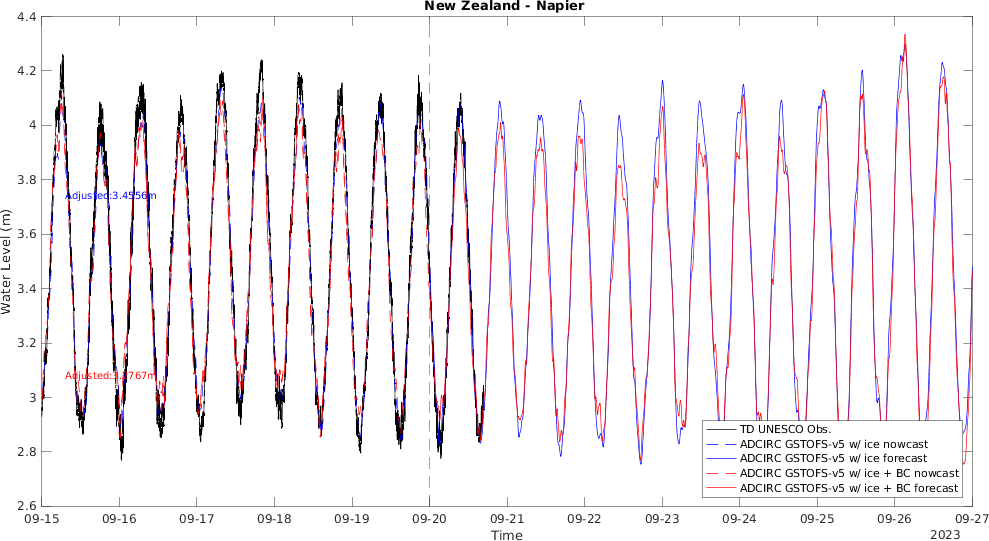 New Zealand - Napier
4.4
4.2
4
3.8
3.6
3.4
3.2
3
2.8
2.6
Water Level (m)
Adjusted:3.4556m
TD UNESCO Obs.
ADCIRC GSTOFS-v5 w/ ice nowcast
ADCIRC GSTOFS-v5 w/ ice forecast
ADCIRC GSTOFS-v5 w/ ice + BC nowcast
ADCIRC GSTOFS-v5 w/ ice + BC forecast
09-15 09-16 09-17 09-18 09-19 09-20 09-21 09-22 09-23 09-24 09-25 09-26 09-27
Time
2023